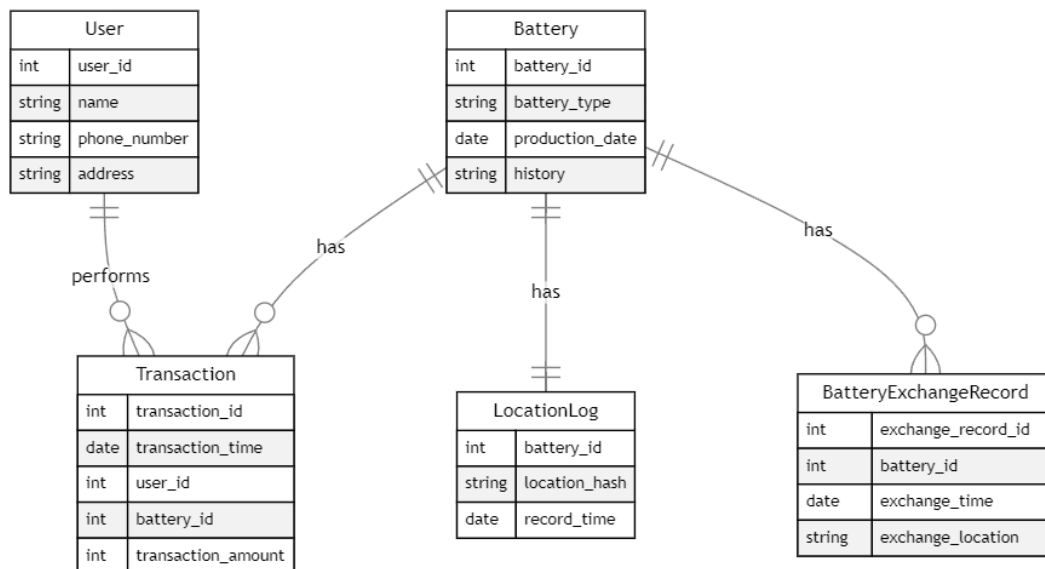 User
int user_id
string name
string phone_number
string address
Battery
int battery_id
string battery_type
date production_date
string history
performs
has
has
has
Transaction
int transaction_id
date transaction_time
int user_id
int battery_id
int transaction_amount
LocationLog
int battery_id
string location_hash
date record_time
BatteryExchangeRecord
int exchange_record_id
int battery_id
date exchange_time
string exchange_location